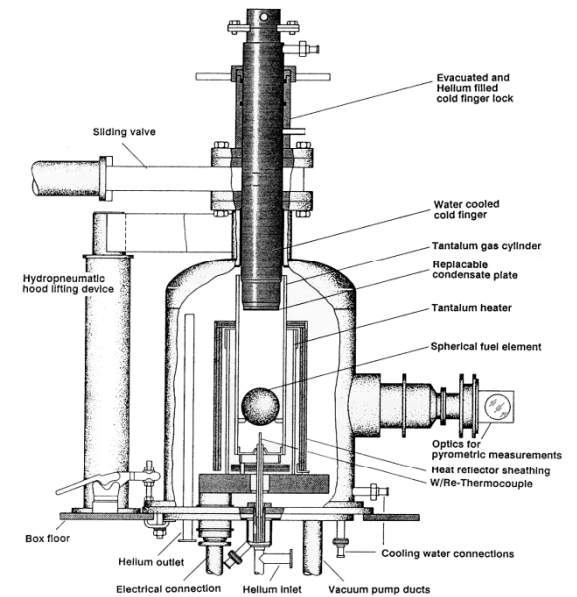 Evacuated and
Helium filled
cold finger lock
Sliding valve
Water cooled
cold finger
Tantalum gas cylinder
Replacable
condensate plate
Hydropneumatic
hood lifting device
Tantalum heater
Spherical fuel element
Optics for
pyrometric measurements
Heat reflector sheathing
W/Re-Thermocouple
Box floor
Helium outlet
Cooling water connections
Electrical connection
Helium inlet
Vacuum pump ducts